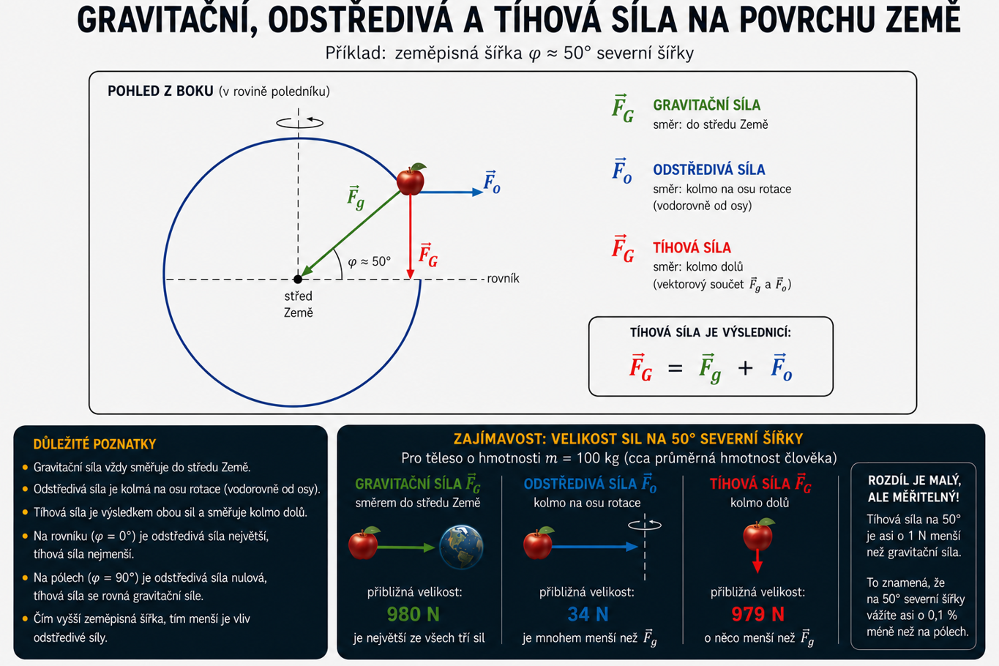 GRAVITAČNÍ, ODSTŘEDIVÁ A TÍHOVÁ SÍLA NA POVRCHU ZEMĚ
Příklad: zeměpisná šířka φ ≈ 50° severní šířky
POHLED Z BOKU (v rovině poledníku)
F⃗g
F⃗o
F⃗G
φ ≈ 50°
rovník
střed
Země
F⃗G GRAVITAČNÍ SÍLA
směr: do středu Země
F⃗o ODSTŘEDIVÁ SÍLA
směr: kolmo na osu rotace
(vodorovně od osy)
F⃗G TÍHOVÁ SÍLA
směr: kolmo dolů
(vektorový součet F⃗g a F⃗o)
TÍHOVÁ SÍLA JE VÝSLEDNICÍ:
F⃗G = F⃗g + F⃗o
DŮLEŽITÉ POZNATKY
• Gravitační síla vždy směřuje do středu Země.
• Odstředivá síla je kolmá na osu rotace (vodorovně od osy).
• Tíhová síla je výsledkem obou sil a směřuje kolmo dolů.
• Na rovníku (φ = 0°) je odstředivá síla největší,
tíhová síla nejmenší.
• Na pólech (φ = 90°) je odstředivá síla nulová,
tíhová síla se rovná gravitační síle.
• Čím vyšší zeměpisná šířka, tím menší je vliv
odstředivé síly.
ZAJÍMAVOST: VELIKOST SIL NA 50° SEVERNÍ ŠÍŘKY
Pro těleso o hmotnosti m = 100 kg (cca průměrná hmotnost člověka)
GRAVITAČNÍ SÍLA F⃗G
směrem do středu Země
přibližná velikost:
980 N
je největší ze všech tří sil
ODSTŘEDIVÁ SÍLA F⃗o
kolmo na osu rotace
přibližná velikost:
34 N
je mnohem menší než F⃗g
TÍHOVÁ SÍLA F⃗G
kolmo dolů
přibližná velikost:
979 N
o něco menší než F⃗g
ROZDÍL JE MALÝ,
ALE MĚŘITELNÝ!
Tíhová síla na 50°
je asi o 1 N menší
než gravitační síla.
To znamená, že
na 50° severní šířky
vážíte asi o 0,1 %
méně než na pólech.